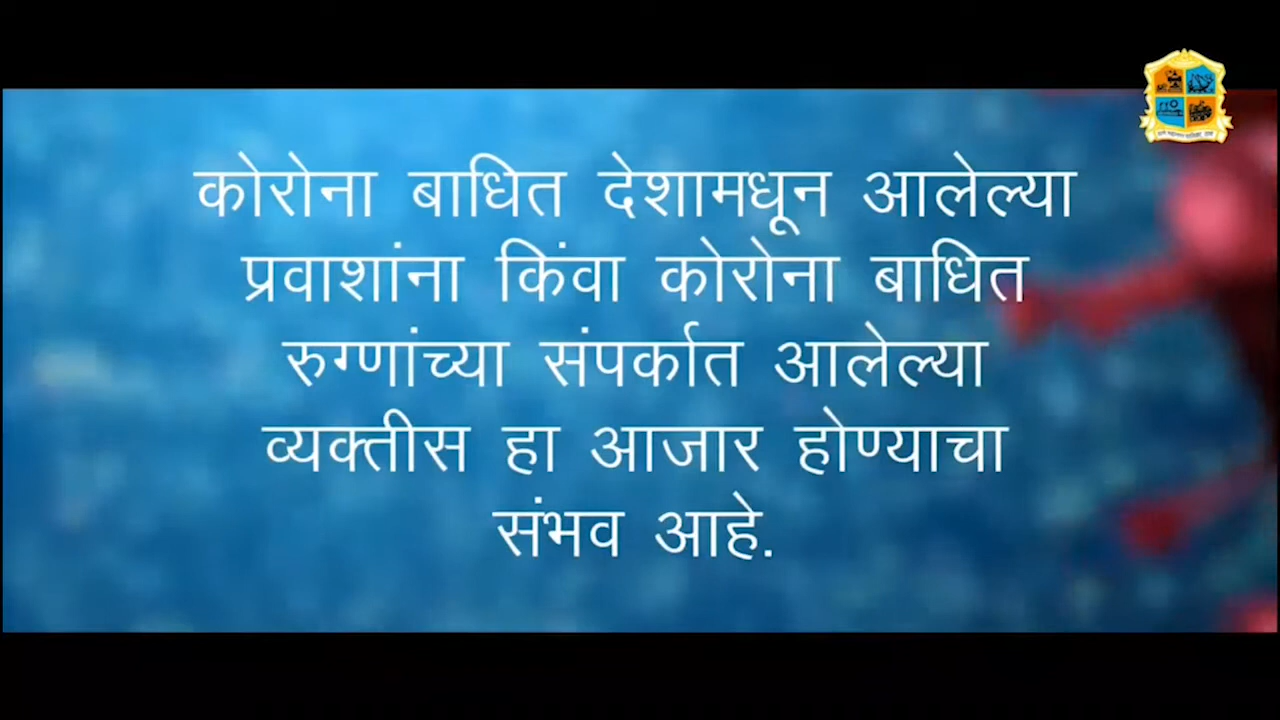 कोरोना बाधित देशामधून आलेल्या
प्रवाशांना किंवा कोरोना बाधित
रुग्णांच्या संपर्कात आलेल्या
व्यक्तीस हा आजार होण्याचा
संभव आहे.